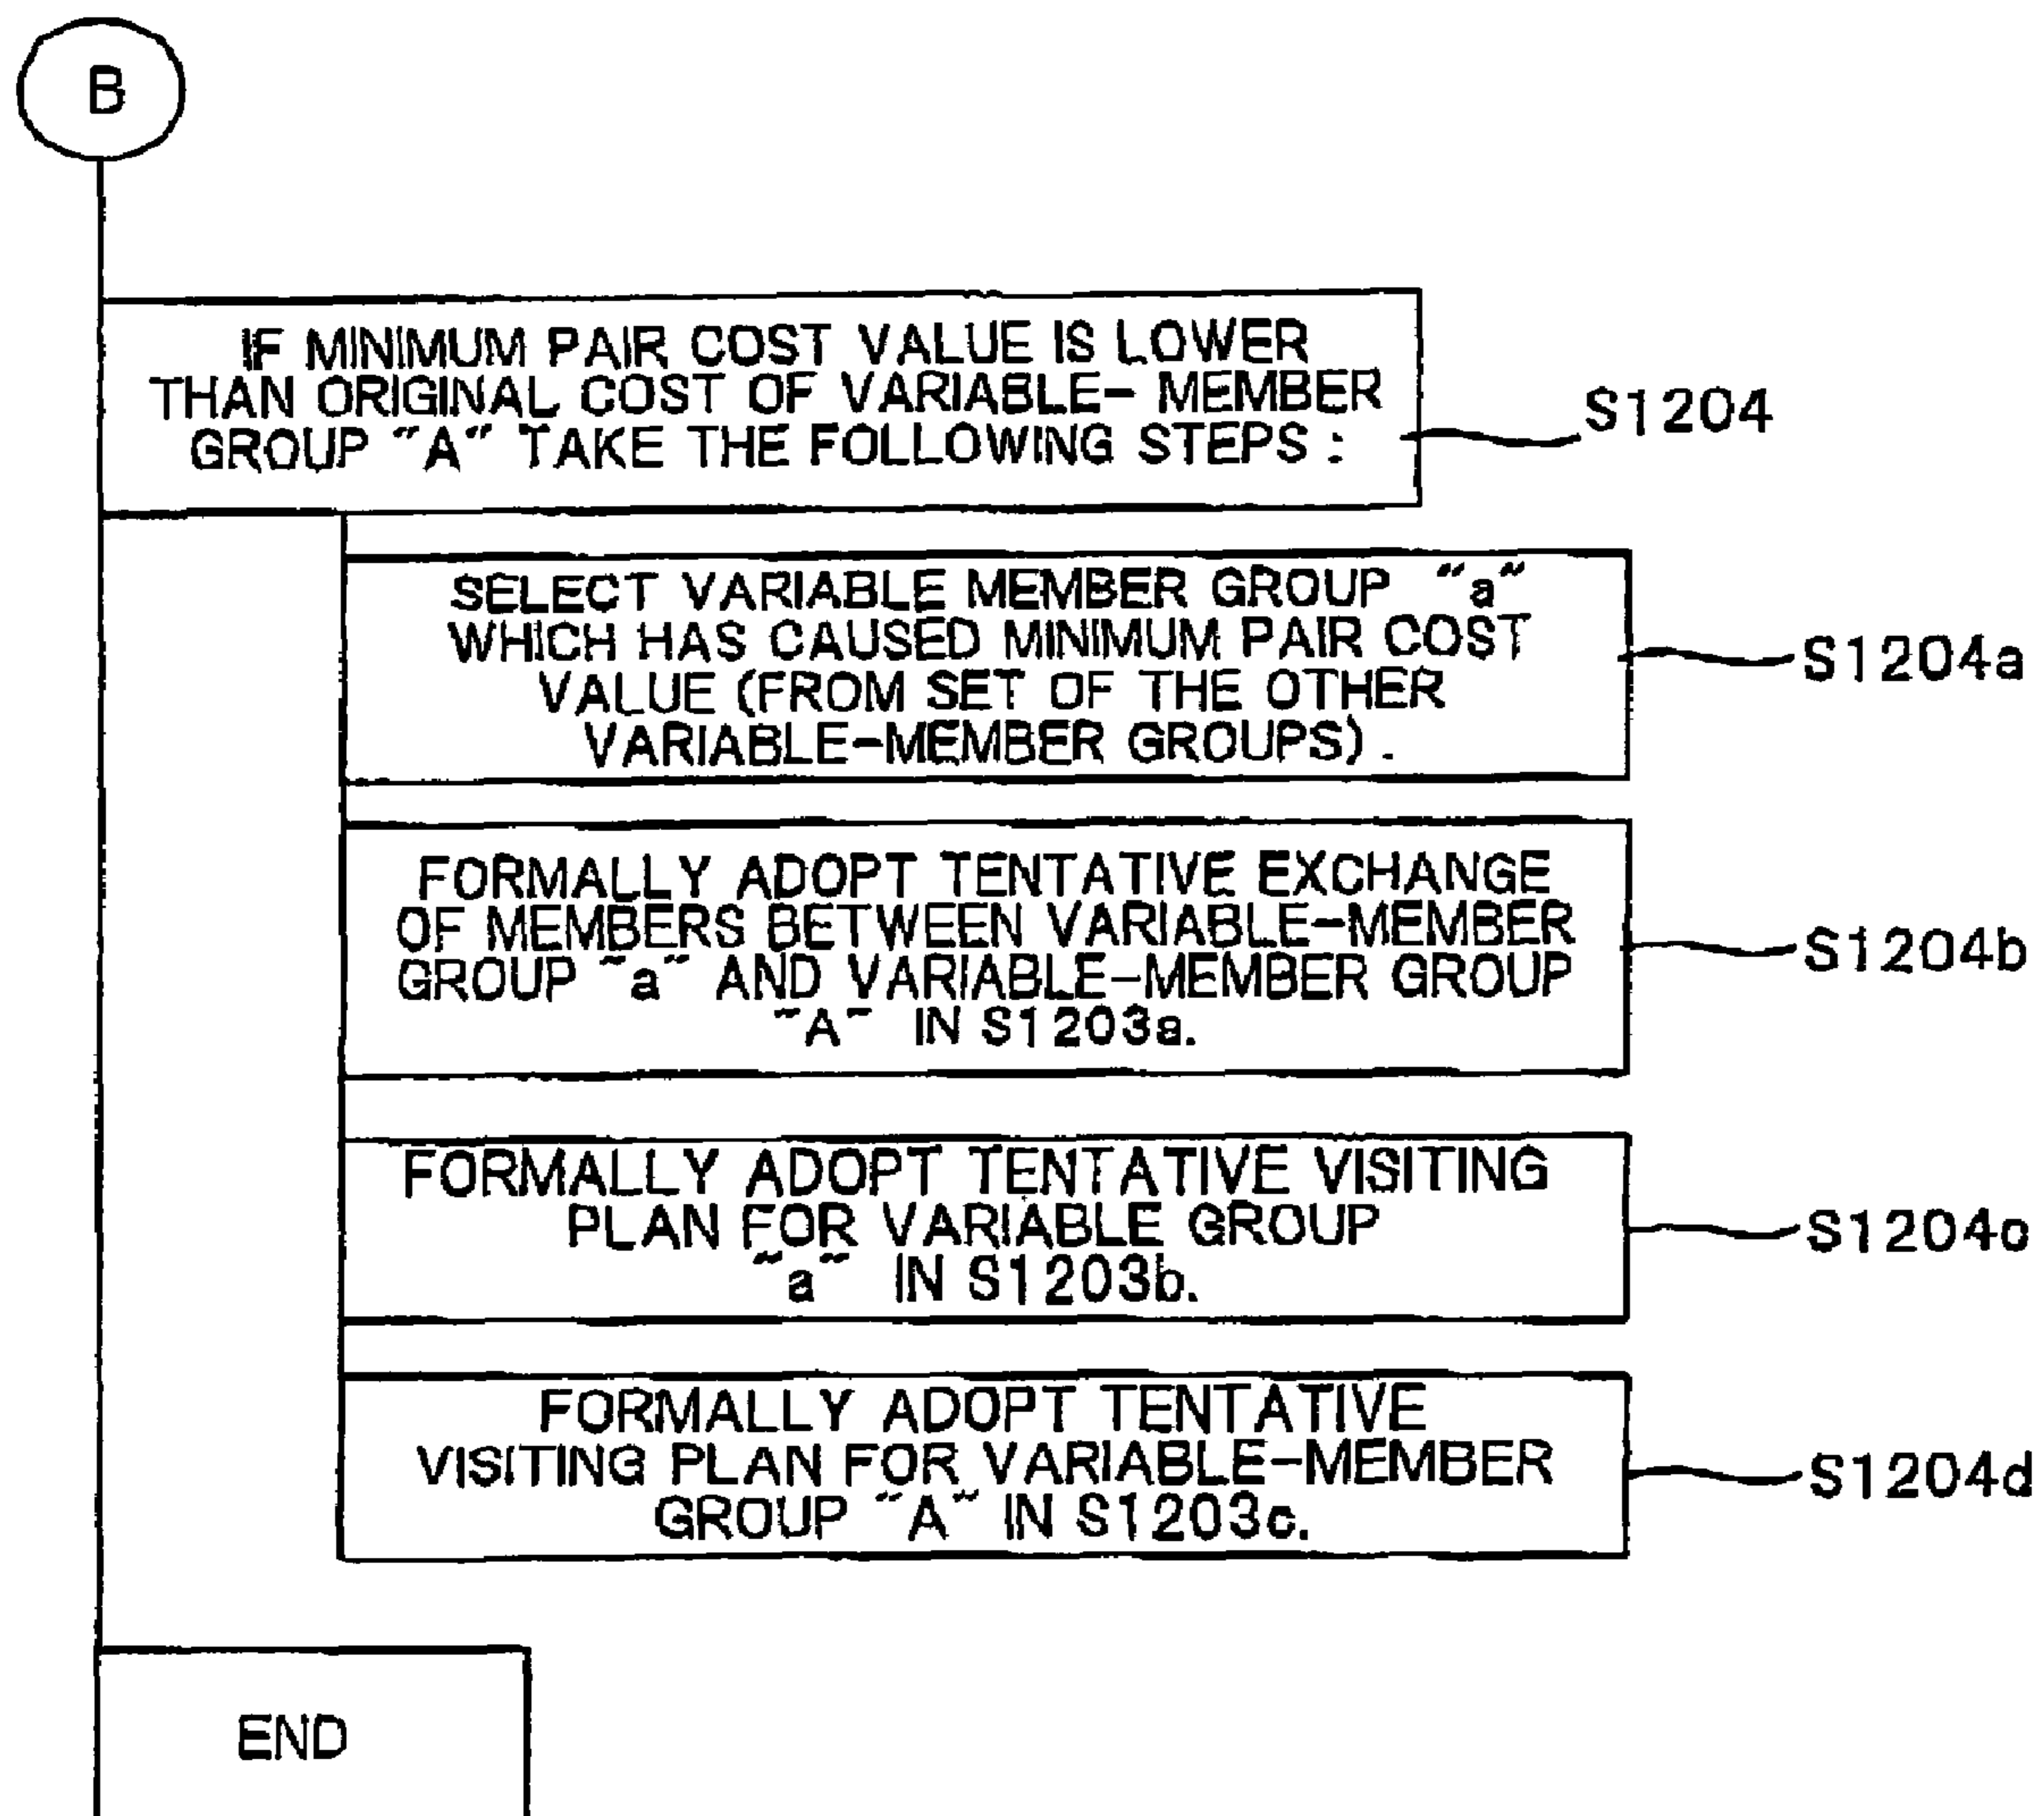 B
IF MINIMUM PAIR COST VALUE IS LOWER
THAN ORIGINAL COST OF VARIABLE- MEMBER
GROUP "A" TAKE THE FOLLOWING STEPS :
S1204
SELECT VARIABLE MEMBER GROUP "a"
WHICH HAS CAUSED MINIMUM PAIR COST
VALUE (FROM SET OF THE OTHER
VARIABLE-MEMBER GROUPS) .
S1204a
FORMALLY ADOPT TENTATIVE EXCHANGE
OF MEMBERS BETWEEN VARIABLE-MEMBER
GROUP "a" AND VARIABLE-MEMBER GROUP
"A" IN S1203a.
S1204b
FORMALLY ADOPT TENTATIVE VISITING
PLAN FOR VARIABLE GROUP
"a" IN S1203b.
S1204c
FORMALLY ADOPT TENTATIVE
VISITING PLAN FOR VARIABLE-MEMBER
GROUP "A" IN S1203c.
S1204d
END